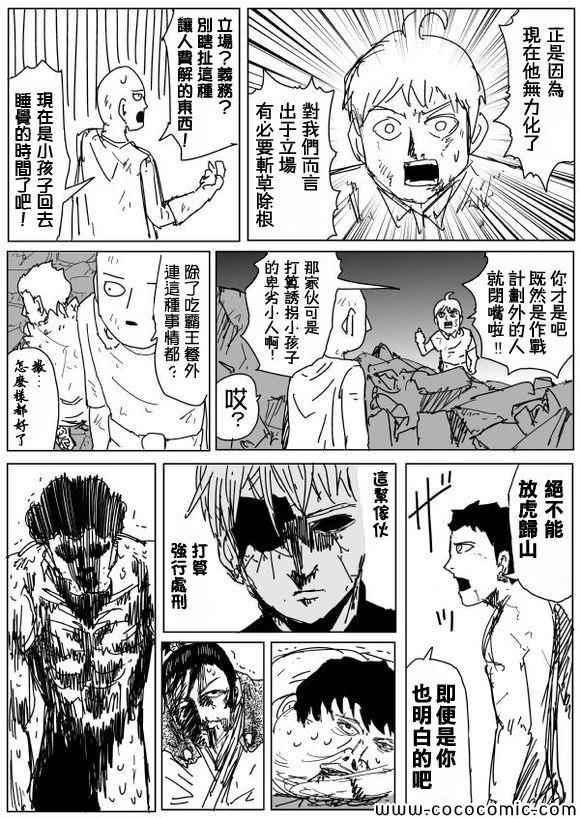 正是因為
現在他無力化了
對我們而言
出于立場
有必要斬草除根
立場？義務？
別瞎扯這種
讓人費解的東西！
現在是小孩子回去
睡覺的時間了吧！
你才是吧
既然是作戰
計劃外的人
就閉嘴啦!!
那家伙可是
打算誘拐小孩子
的卑劣小人啊！
哎？
除了吃霸王餐外
連這種事情都？
怎麼樣都好了
絕不能
放虎歸山
即便是你
也明白的吧
這幫傢伙
打算
強行處刑
www.cococomic.com